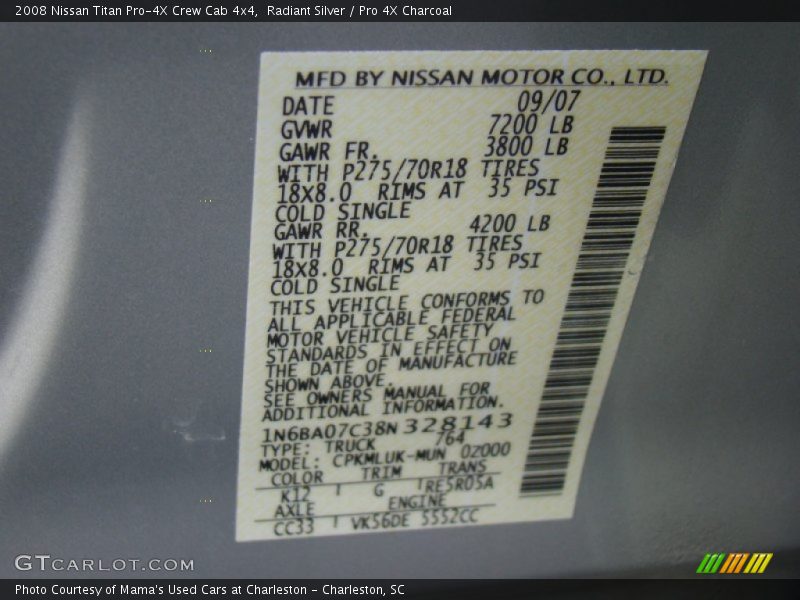 2008 Nissan Titan Pro-4X Crew Cab 4x4,  Radiant Silver / Pro 4X Charcoal
MFD BY NISSAN MOTOR CO., LTD.
DATE 09/07
GVWR 7200 LB
GAWR FR. 3800 LB
WITH P275/70R18 TIRES
18X8.0 RIMS AT 35 PSI
COLD SINGLE
GAWR RR. 4200 LB
WITH P275/70R18 TIRES
18X8.0 RIMS AT 35 PSI
COLD SINGLE
THIS VEHICLE CONFORMS TO
ALL APPLICABLE FEDERAL
MOTOR VEHICLE SAFETY
STANDARDS IN EFFECT ON
THE DATE OF MANUFACTURE
SHOWN ABOVE.
SEE OWNERS MANUAL FOR
ADDITIONAL INFORMATION.
1N6BA07C38N328143
TYPE: TRUCK 764
MODEL: CPKMLUK-MUN 0Z000
COLOR TRIM TRANS
K12 G RE5R05A
AXLE ENGINE
CC33 VK56DE 5552CC
GTCARLOT.COM
Photo Courtesy of Mama's Used Cars at Charleston - Charleston, SC